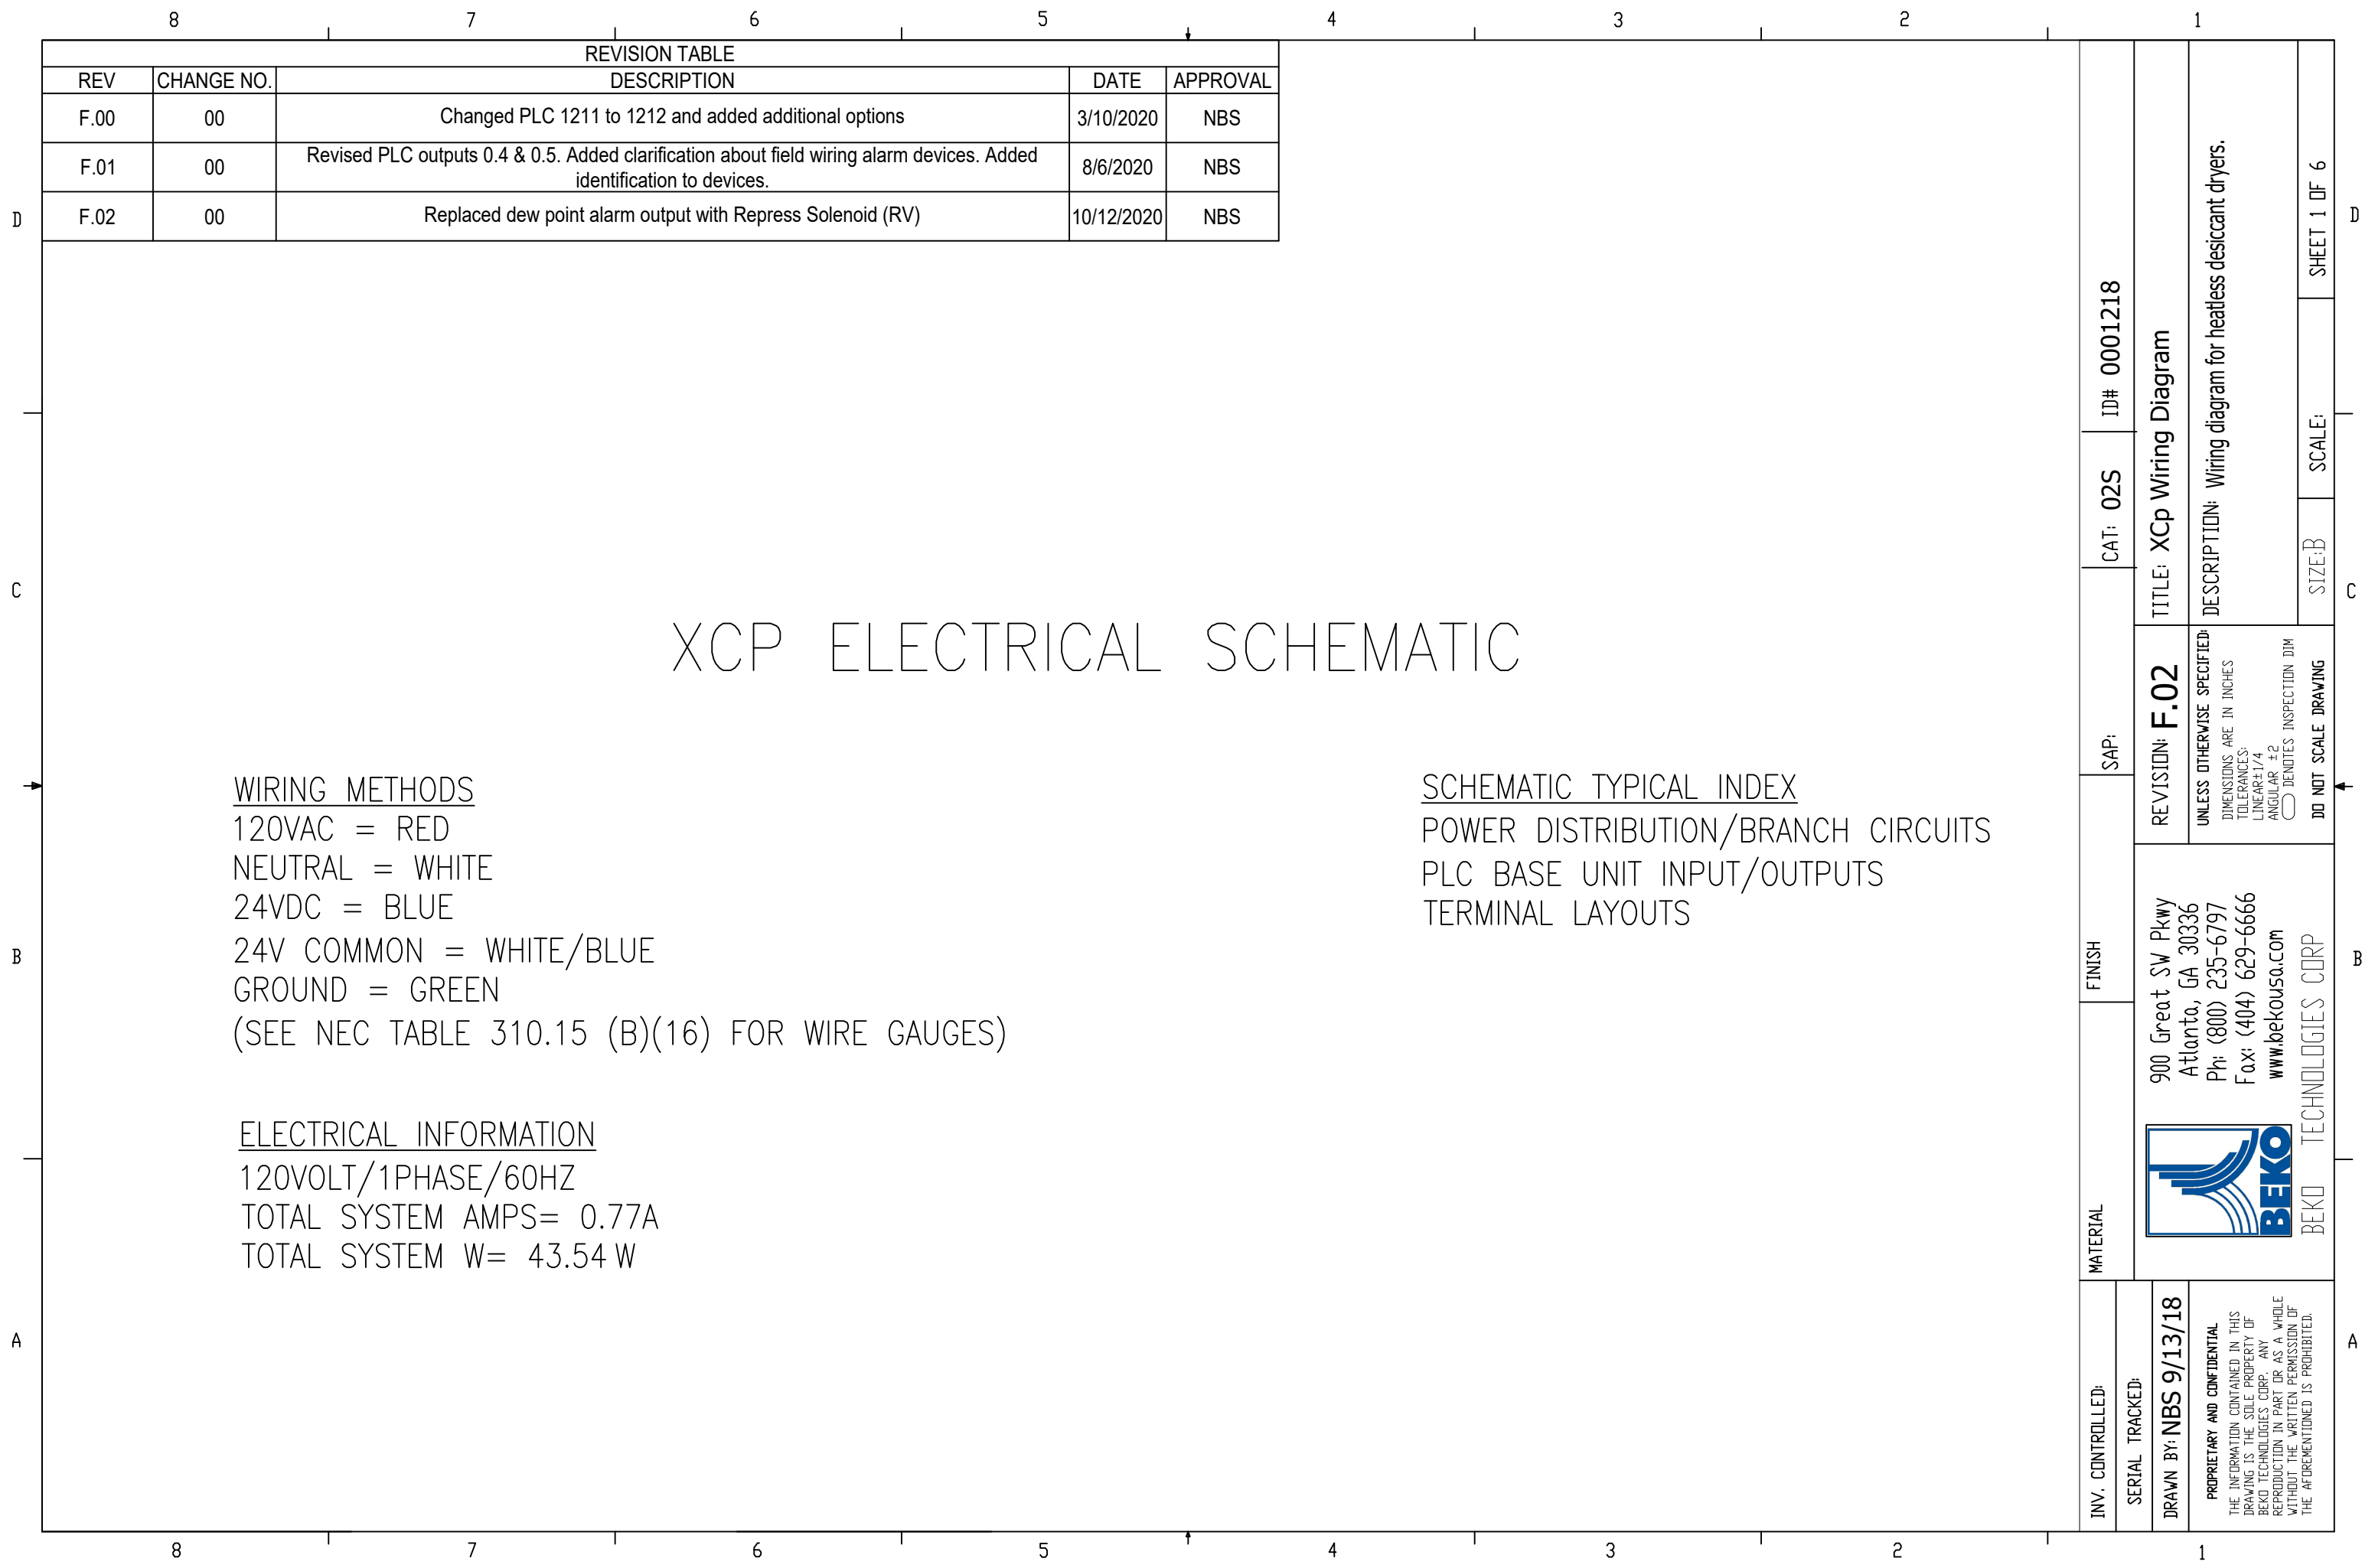 8 7 6 5 4 3 2 1
REVISION TABLE
REV CHANGE NO. DESCRIPTION DATE APPROVAL
F.00 00 Changed PLC 1211 to 1212 and added additional options 3/10/2020 NBS
F.01 00 Revised PLC outputs 0.4 & 0.5. Added clarification about field wiring alarm devices. Added
identification to devices. 8/6/2020 NBS
F.02 00 Replaced dew point alarm output with Repress Solenoid (RV) 10/12/2020 NBS
D D
C C
B B
A A
XCP ELECTRICAL SCHEMATIC
WIRING METHODS
120VAC = RED
NEUTRAL = WHITE
24VDC = BLUE
24V COMMON = WHITE/BLUE
GROUND = GREEN
(SEE NEC TABLE 310.15 (B)(16) FOR WIRE GAUGES)
ELECTRICAL INFORMATION
120VOLT/1PHASE/60HZ
TOTAL SYSTEM AMPS= 0.77A
TOTAL SYSTEM W= 43.54 W
SCHEMATIC TYPICAL INDEX
POWER DISTRIBUTION/BRANCH CIRCUITS
PLC BASE UNIT INPUT/OUTPUTS
TERMINAL LAYOUTS
INV. CONTROLLED:
SERIAL TRACKED:
DRAWN BY: NBS 9/13/18
PROPRIETARY AND CONFIDENTIAL
THE INFORMATION CONTAINED IN THIS
DRAWING IS THE SOLE PROPERTY OF
BEKO TECHNOLOGIES CORP. ANY
REPRODUCTION IN PART OR AS A WHOLE
WITHOUT THE WRITTEN PERMISSION OF
THE AFOREMENTIONED IS PROHIBITED.
MATERIAL
FINISH
SAP:
CAT: 02S
ID# 0001218
BEKO
900 Great SW Pkwy
Atlanta, GA 30336
Ph: (800) 235-6797
Fax: (404) 629-6666
www.bekousa.com
BEKO TECHNOLOGIES CORP
REVISION: F.02
UNLESS OTHERWISE SPECIFIED:
DIMENSIONS ARE IN INCHES
TOLERANCES:
LINEAR±1/4
ANGULAR ±2
DENOTES INSPECTION DIM
DO NOT SCALE DRAWING
TITLE: XCp Wiring Diagram
DESCRIPTION: Wiring diagram for heatless desiccant dryers.
SIZE:B
SCALE:
SHEET 1 OF 6
8 7 6 5 4 3 2 1